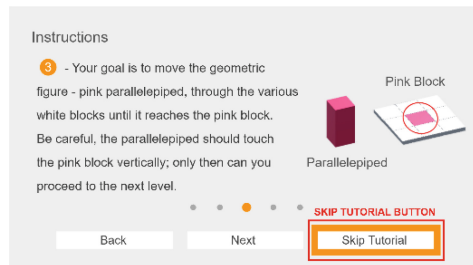 Instructions
3 - Your goal is to move the geometric
figure - pink parallelepiped, through the various
white blocks until it reaches the pink block.
Be careful, the parallelepiped should touch
the pink block vertically; only then can you
proceed to the next level.
Pink Block
Parallelepiped
SKIP TUTORIAL BUTTON
Back
Next
Skip Tutorial